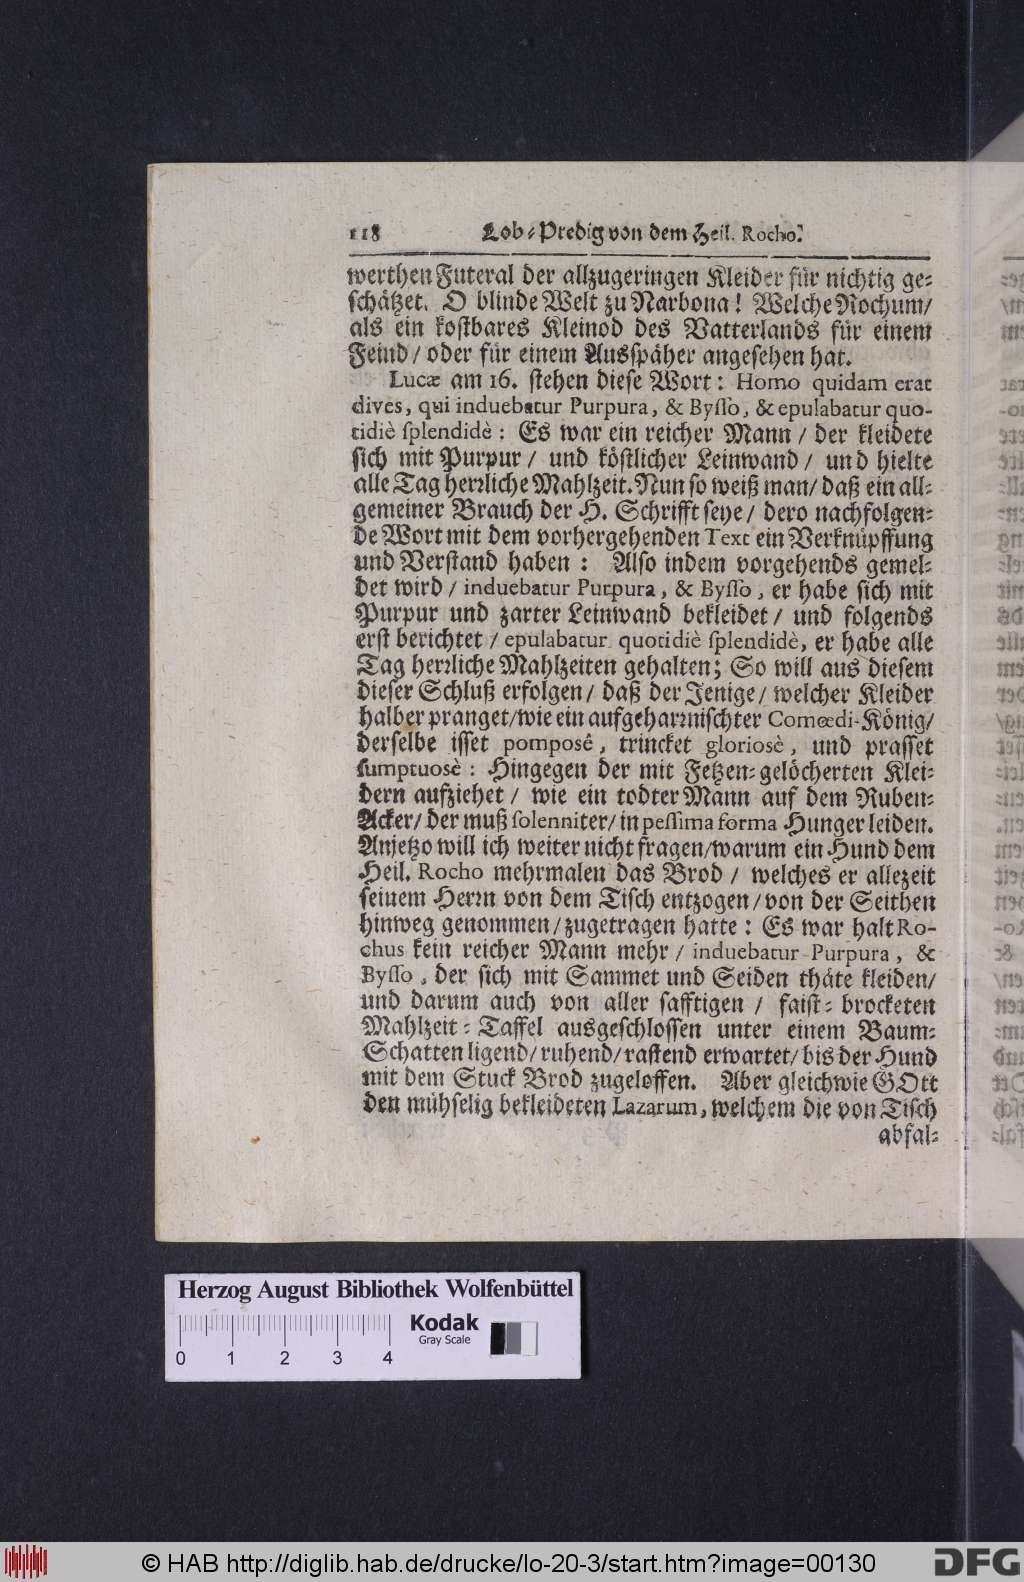 118 Lob-Predig von dem Heil. Rocho.
werthen Futeral der allzugeringen Kleider für nichtig ge-
schätzet. O blinde Welt zu Narbona! Welche Rochum/
als ein kostbares Kleinod des Vatterlands für einem
Feind/ oder für einem Ausspäher angesehen hat.
Lucæ am 16. stehen diese Wort: Homo quidam erat
dives, qui induebatur Purpura, & Bysso, & epulabatur quo-
tidiè splendidè: Es war ein reicher Mann/ der kleidete
sich mit Purpur/ und köstlicher Leinwand/ und hielte
alle Tag herrliche Mahlzeit. Nun so weiß man/ daß ein all-
gemeiner Brauch der H. Schrifft seye/ dero nachfolgen-
de Wort mit dem vorhergehenden Text ein Verknüpffung
und Verstand haben: Also indem vorgehends gemel-
det wird/ induebatur Purpura, & Bysso, er habe sich mit
Purpur und zarter Leinwand bekleidet/ und folgends
erst berichtet/ epulabatur quotidiè splendidè, er habe alle
Tag herrliche Mahlzeiten gehalten; So will aus diesem
dieser Schluß erfolgen/ daß der Jenige/ welcher Kleider
halber pranget/ wie ein aufgeharnischter Comœdi-König/
derselbe isset pomposê, trincket gloriosè, und prasset
sumptuosè: Hingegen der mit Fetzen-gelöcherten Klei-
dern aufziehet/ wie ein todter Mann auf dem Ruben-
Acker/ der muß solenniter/ in pessima forma Hunger leiden.
Anjetzo will ich weiter nicht fragen/ warum ein Hund dem
Heil. Rocho mehrmalen das Brod/ welches er allezeit
seinem Herrn von dem Tisch entzogen/ von der Seithen
hinweg genommen/ zugetragen hatte: Es war halt Ro-
chus kein reicher Mann mehr/ induebatur Purpura, &
Bysso, der sich mit Sammet und Seiden thäte kleiden/
und darum auch von aller safftigen/ faist-brocketen
Mahlzeit-Taffel ausgeschlossen unter einem Baum-
Schatten ligend/ ruhend/ rastend erwartet/ bis der Hund
mit dem Stuck Brod zugeloffen. Aber gleichwie GOtt
den mühselig bekleideten Lazarum, welchem die von Tisch
abfal-
Herzog August Bibliothek Wolfenbüttel
Kodak
Gray Scale
0 1 2 3 4
© HAB http://diglib.hab.de/drucke/lo-20-3/start.htm?image=00130
DFG